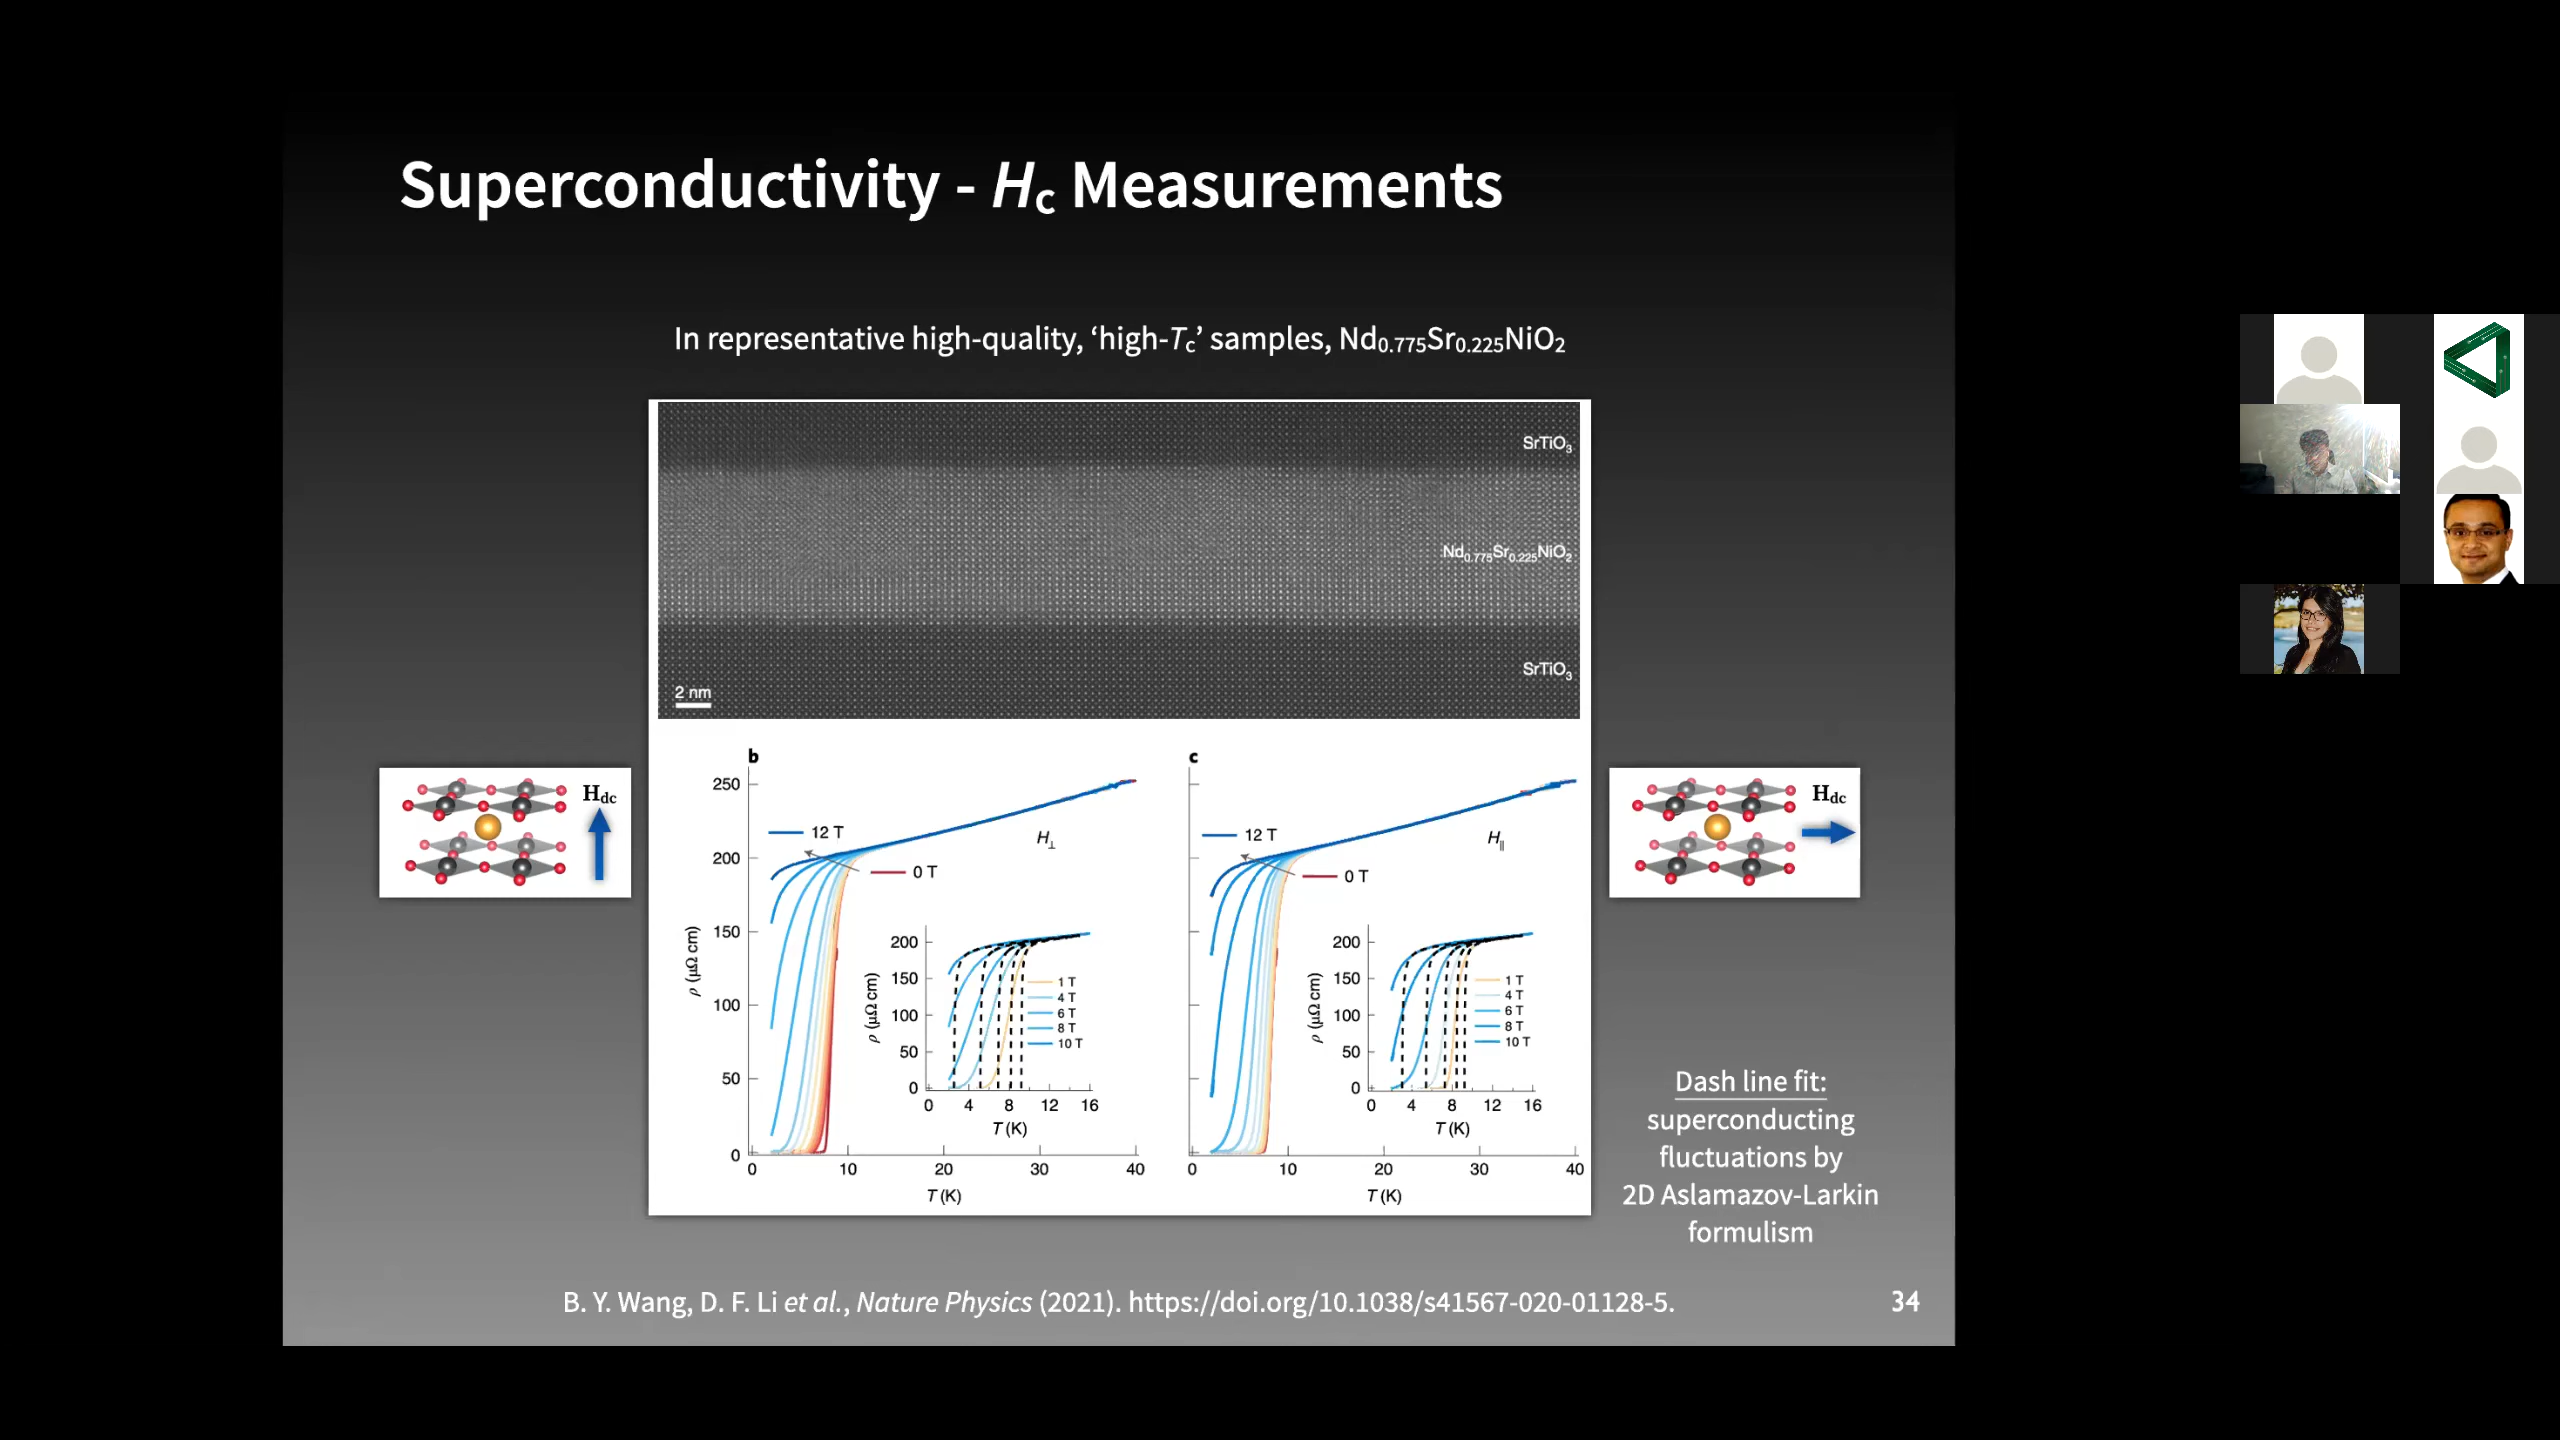 Superconductivity - Hc Measurements
In representative high-quality, ‘high-Tc’ samples, Nd0.775Sr0.225NiO2
SrTiO3
Nd0.775Sr0.225NiO2
SrTiO3
2 nm
Hdc
Hdc
b
250
200
150
100
50
0
ρ (μΩ cm)
12 T
0 T
H⊥
200
150
100
50
0
ρ (μΩ cm)
1 T
4 T
6 T
8 T
10 T
0 4 8 12 16
T (K)
0 10 20 30 40
T (K)
c
12 T
0 T
H||
200
150
100
50
0
ρ (μΩ cm)
1 T
4 T
6 T
8 T
10 T
0 4 8 12 16
T (K)
0 10 20 30 40
T (K)
Dash line fit:
superconducting
fluctuations by
2D Aslamazov-Larkin
formulism
B. Y. Wang, D. F. Li et al., Nature Physics (2021). https://doi.org/10.1038/s41567-020-01128-5.
34